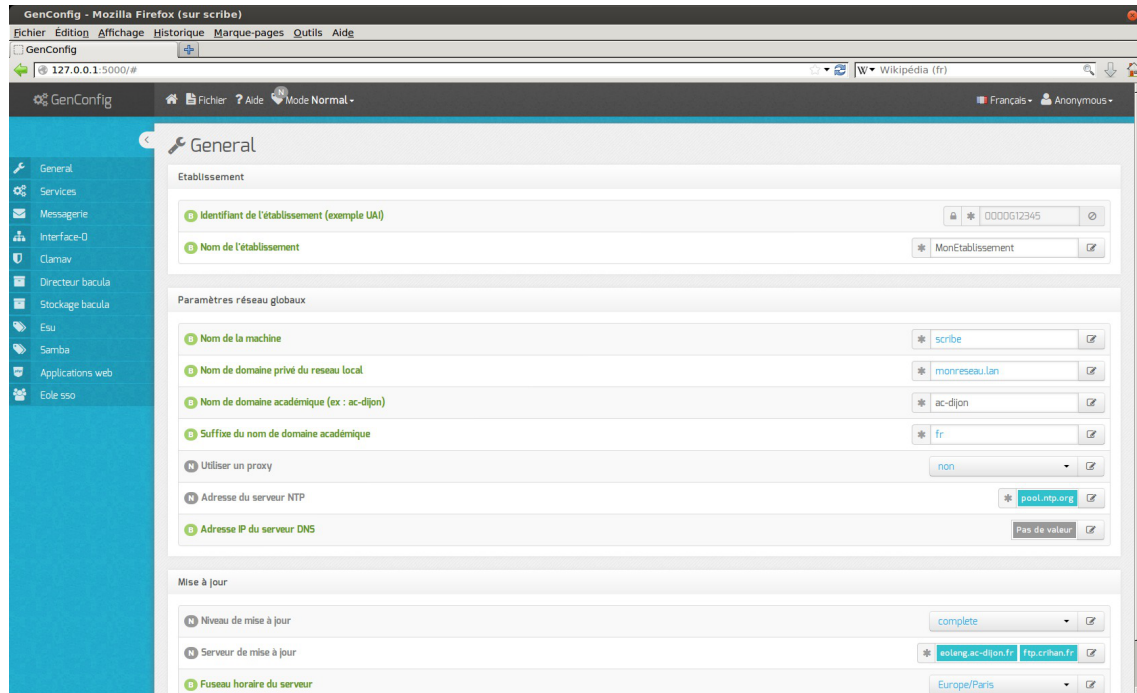 GenConfig - Mozilla Firefox (sur scribe)
Fichier Édition Affichage Historique Marque-pages Outils Aide
GenConfig
127.0.0.1:5000/# W Wikipédia (fr)
GenConfig Fichier ? Aide N Mode Normal Français Anonymous
General
General
Services
Messagerie
Interface-0
Clamav
Directeur bacula
Stockage bacula
Esu
Samba
Applications web
Eole sso
Etablissement
B Identifiant de l'établissement (exemple UAI) 0000G12345
B Nom de l'établissement MonEtablissement
Paramètres réseau globaux
B Nom de la machine scribe
B Nom de domaine privé du reseau local monreseau.lan
B Nom de domaine académique (ex : ac-dijon) ac-dijon
B Suffixe du nom de domaine académique fr
N Utiliser un proxy non
N Adresse du serveur NTP pool.ntp.org
B Adresse IP du serveur DNS Pas de valeur
Mise à jour
N Niveau de mise à jour complete
N Serveur de mise à jour eoleng.ac-dijon.fr ftp.crihan.fr
B Fuseau horaire du serveur Europe/Paris